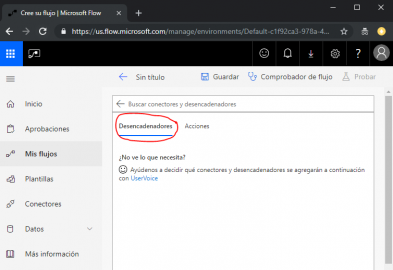 Cree su flujo | Microsoft Flow
https://us.flow.microsoft.com/manage/environments/Default-c1f92ca3-978a-4...
Sin título
Guardar
Comprobador de flujo
Probar
Inicio
Aprobaciones
Mis flujos
Plantillas
Conectores
Datos
Más información
Buscar conectores y desencadenadores
Desencadenadores
Acciones
¿No ve lo que necesita?
Ayúdenos a decidir qué conectores y desencadenadores se agregarán a continuación
con UserVoice